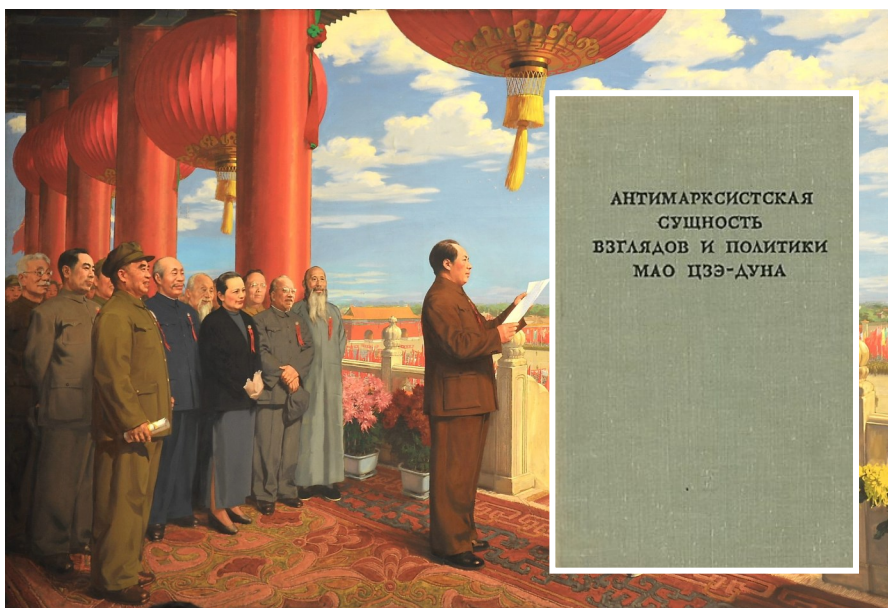 АНТИМАРКСИСТСКАЯ
СУЩНОСТЬ
ВЗГЛЯДОВ И ПОЛИТИКИ
МАО ЦЗЭ-ДУНА